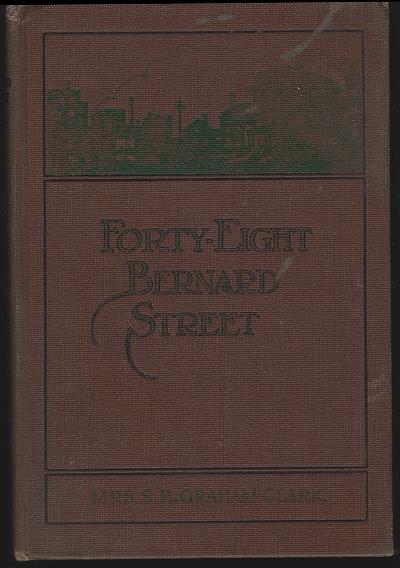 FORTY-EIGHT
BERNARD
STREET
MRS. S. R. GRAHAM CLARK.